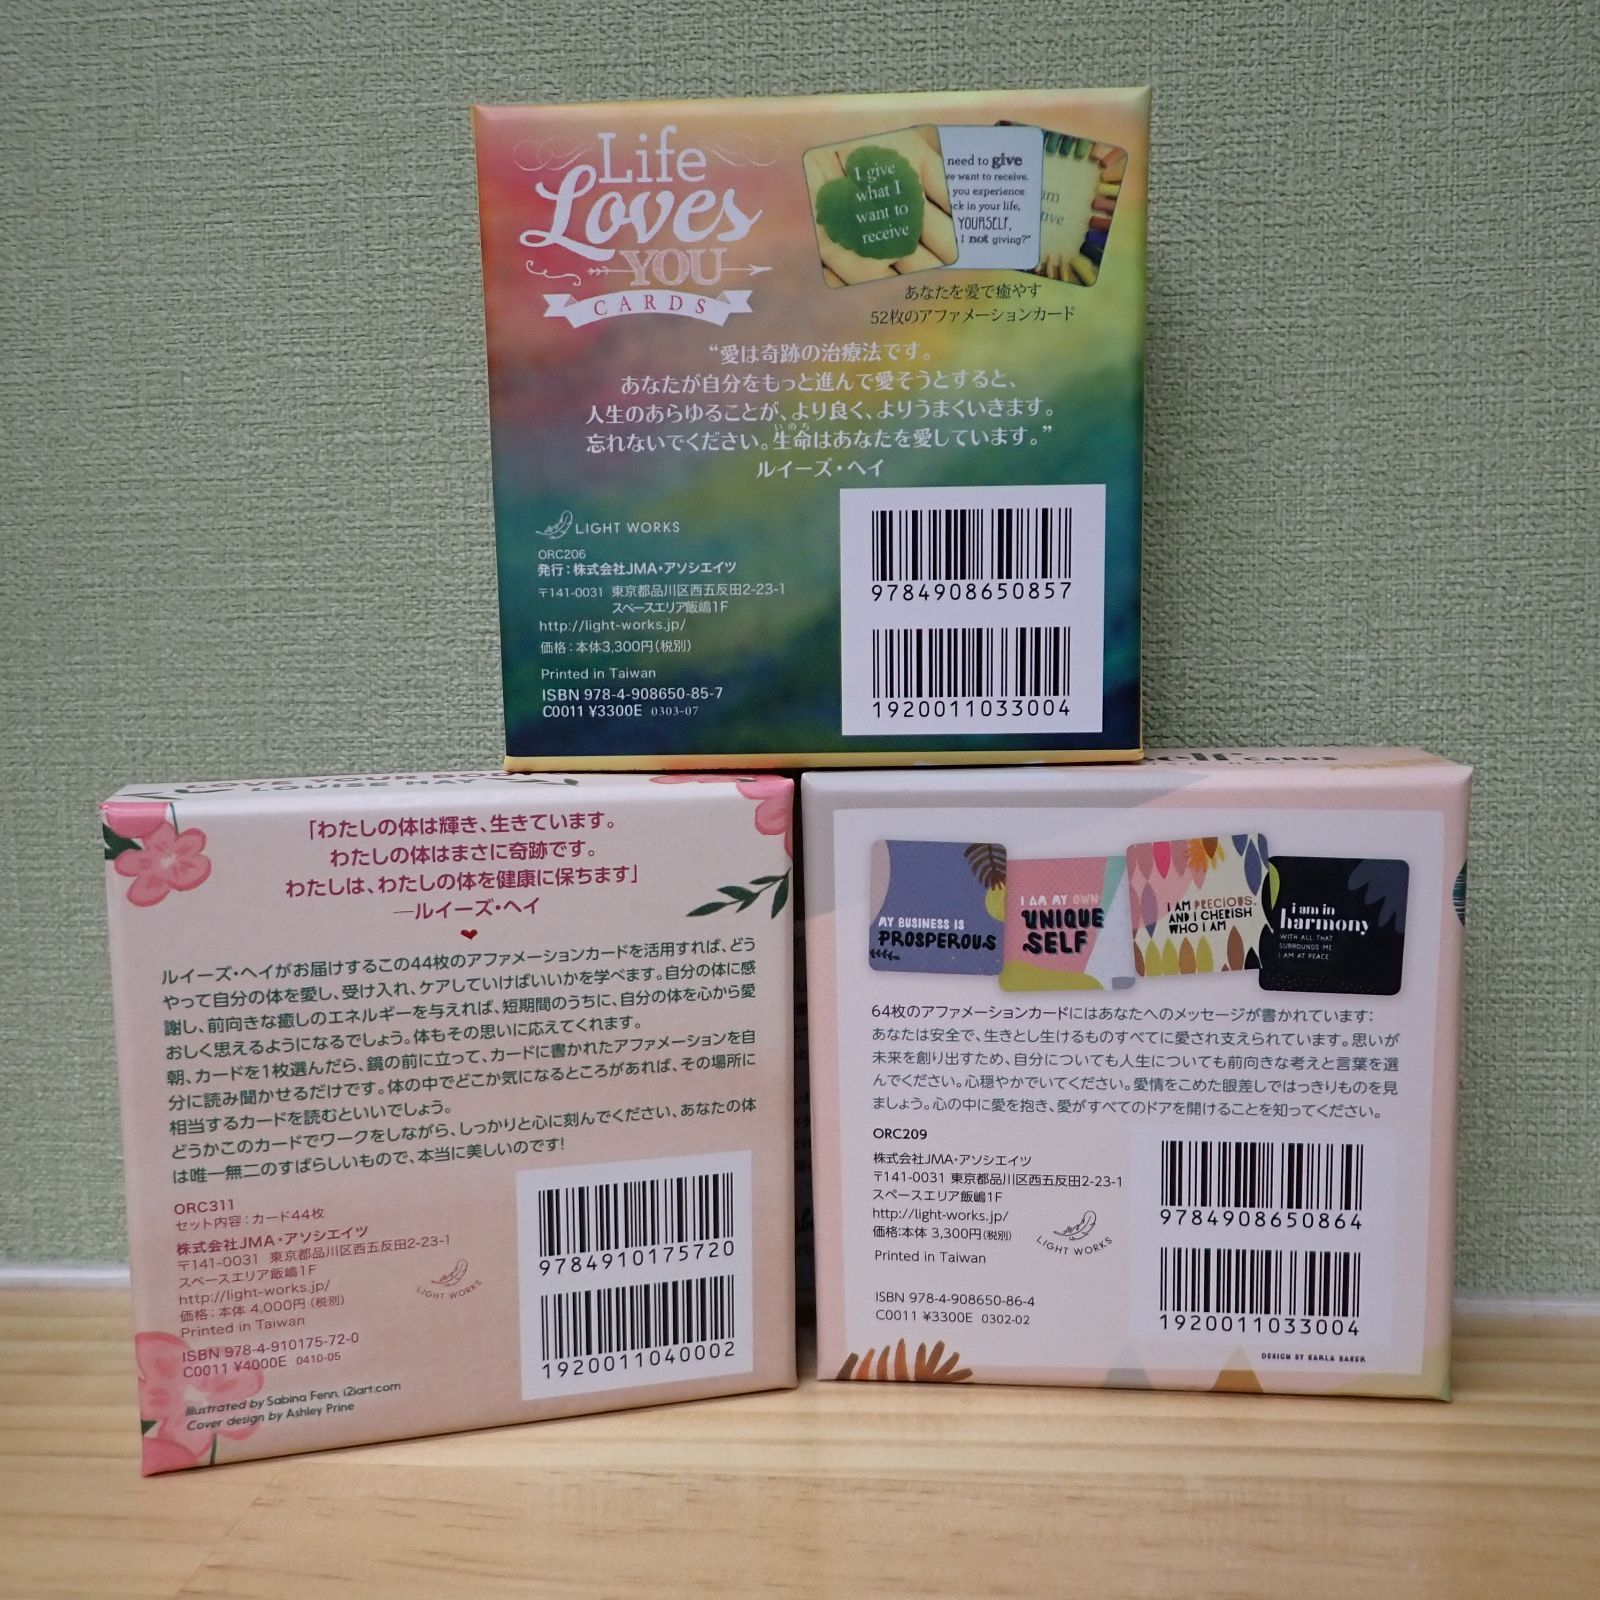 Life
Loves
YOU
CARDS
I give
what I
want to
receive
need to give
ve want to receive.
you experience
ck in your life,
YOURSELF,
I not giving?"
あなたを愛で癒やす
52枚のアファメーションカード
“愛は奇跡の治療法です。
あなたが自分をもっと進んで愛そうとすると、
人生のあらゆることが、より良く、よりうまくいきます。
忘れないでください。生命はあなたを愛しています。”
いのち
ルイーズ・ヘイ
LIGHT WORKS
ORC206
発行：株式会社JMA・アソシエイツ
〒141-0031 東京都品川区西五反田2-23-1
スペースエリア飯嶋1F
http://light-works.jp/
価格：本体3,300円（税別）
Printed in Taiwan
ISBN 978-4-908650-85-7
C0011 ¥3300E 0303-07
9784908650857
1920011033004
LOVE YOUR BODY
LOUISE HAY
「わたしの体は輝き、生きています。
わたしの体はまさに奇跡です。
わたしは、わたしの体を健康に保ちます」
―ルイーズ・ヘイ
ルイーズ・ヘイがお届けするこの44枚のアファメーションカードを活用すれば、どう
やって自分の体を愛し、受け入れ、ケアしていけばいいかを学べます。自分の体に感
謝し、前向きな癒しのエネルギーを与えれば、短期間のうちに、自分の体を心から愛
おしく思えるようになるでしょう。体もその思いに応えてくれます。
朝、カードを1枚選んだら、鏡の前に立って、カードに書かれたアファメーションを自
分に読み聞かせるだけです。体の中でどこか気になるところがあれば、その場所に
相当するカードを読むといいでしょう。
どうかこのカードでワークをしながら、しっかりと心に刻んでください、あなたの体
は唯一無二のすばらしいもので、本当に美しいのです!
ORC311
セット内容：カード44枚
株式会社JMA・アソシエイツ
〒141-0031 東京都品川区西五反田2-23-1
スペースエリア飯嶋1F
http://light-works.jp/
価格：本体 4,000円（税別）
Printed in Taiwan
ISBN 978-4-910175-72-0
C0011 ¥4000E 0410-05
Illustrated by Sabina Fenn, i2iart.com
Cover design by Ashley Prine
LIGHT WORKS
9784910175720
1920011040002
CARDS
MY BUSINESS IS
PROSPEROUS
I AM MY OWN
UNIQUE
SELF
I AM PRECIOUS
AND I CHERISH
WHO I AM
i am in
harmony
WITH ALL THAT
SURROUNDS ME
I AM AT PEACE.
64枚のアファメーションカードにはあなたへのメッセージが書かれています：
あなたは安全で、生きとし生けるものすべてに愛され支えられています。思いが
未来を創り出すため、自分についても人生についても前向きな考えと言葉を選
んでください。心穏やかでいてください。愛情をこめた眼差しではっきりものを見
ましょう。心の中に愛を抱き、愛がすべてのドアを開けることを知ってください。
ORC209
株式会社JMA・アソシエイツ
〒141-0031 東京都品川区西五反田2-23-1
スペースエリア飯嶋1F
http://light-works.jp/
価格：本体 3,300円（税別）
Printed in Taiwan
LIGHT WORKS
ISBN 978-4-908650-86-4
C0011 ¥3300E 0302-02
9784908650864
1920011033004
DESIGN BY KARLA BAKER